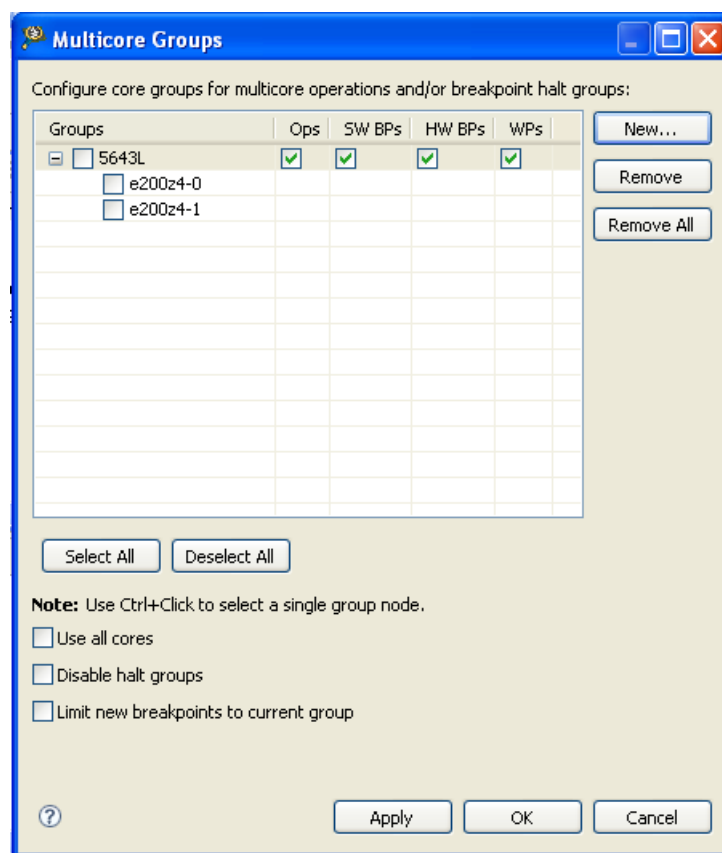 Multicore Groups
Configure core groups for multicore operations and/or breakpoint halt groups:
Groups Ops SW BPs HW BPs WPs New...
5643L
e200z4-0 Remove
e200z4-1
Remove All
Select All Deselect All
Note: Use Ctrl+Click to select a single group node.
Use all cores
Disable halt groups
Limit new breakpoints to current group
? Apply OK Cancel